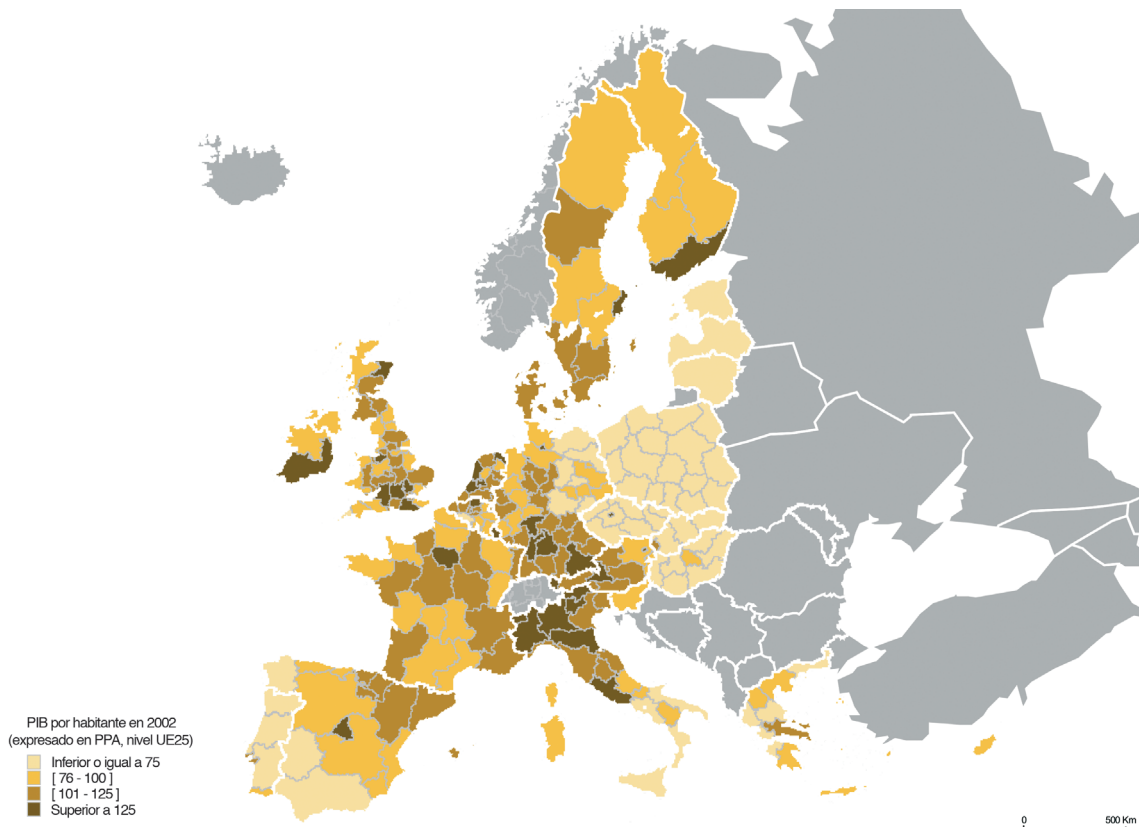 PIB por habitante en 2002
(expresado en PPA, nivel UE25)
Inferior o igual a 75
[ 76 - 100 ]
[ 101 - 125 ]
Superior a 125
0 500 Km